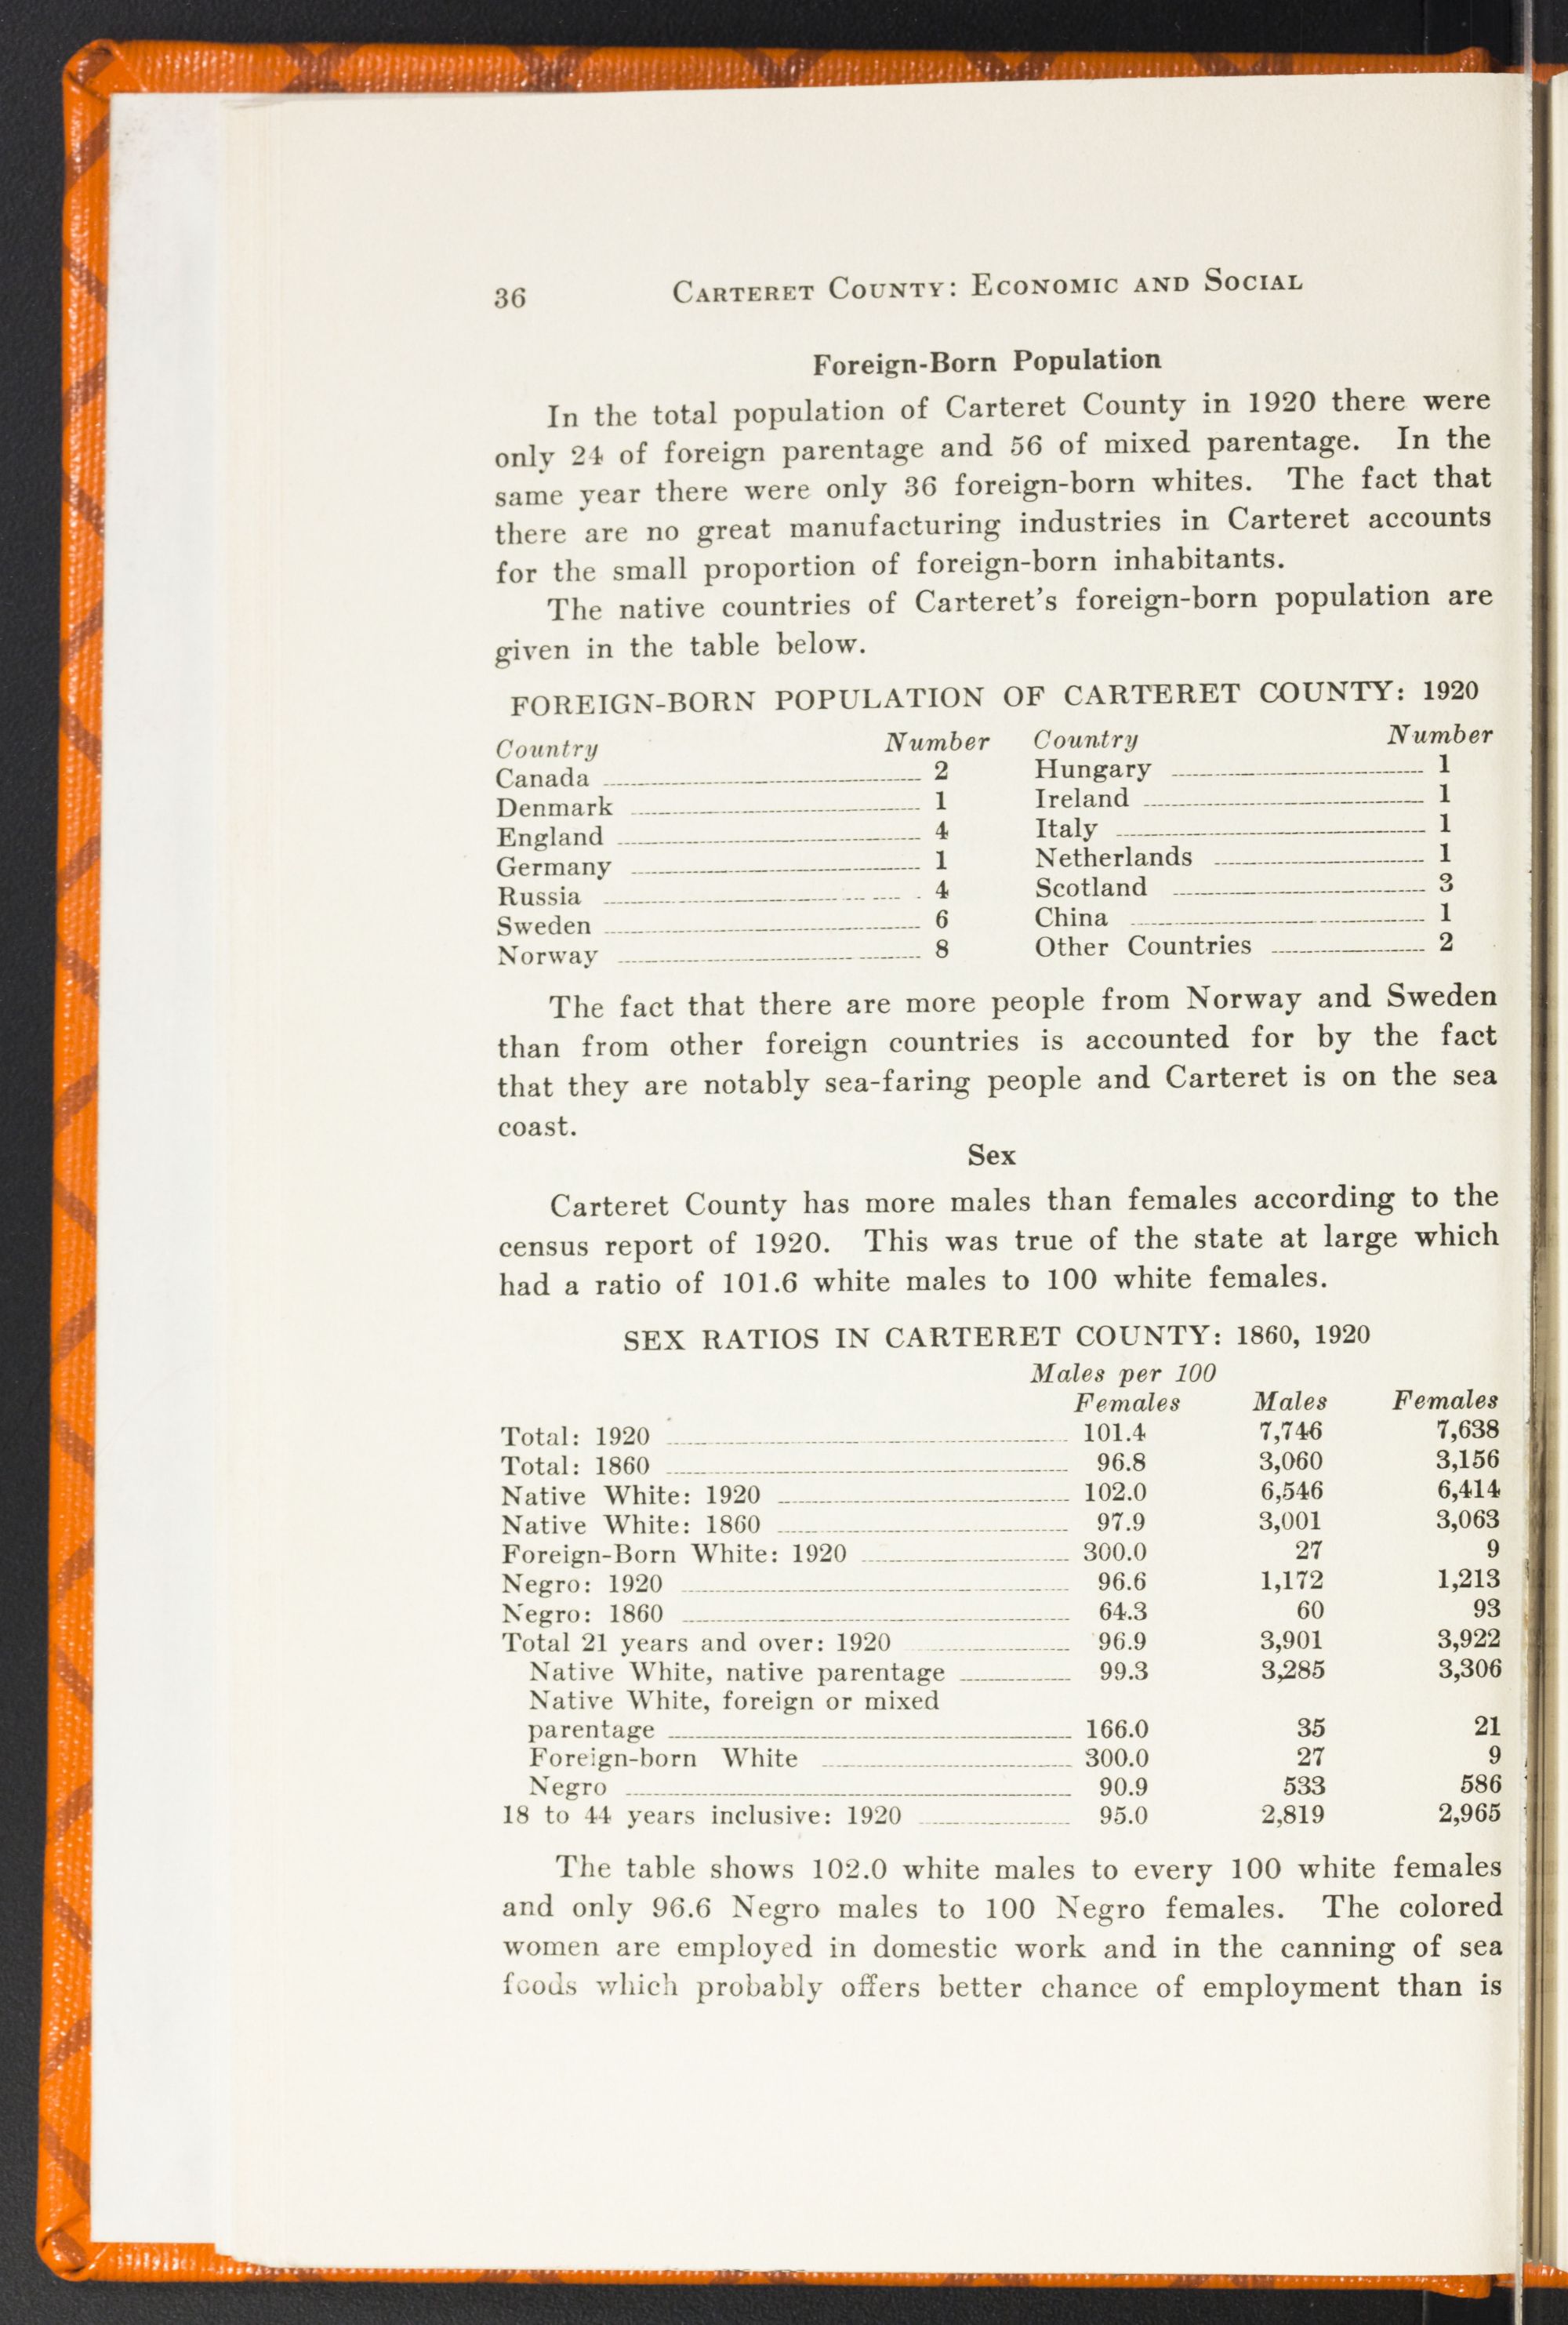 36 CARTERET COUNTY: ECONOMIC AND SOCIAL
Foreign-Born Population
In the total population of Carteret County in 1920 there were
only 24 of foreign parentage and 56 of mixed parentage. In the
same year there were only 36 foreign-born whites. The fact that
there are no great manufacturing industries in Carteret accounts
for the small proportion of foreign-born inhabitants.
The native countries of Carteret's foreign-born population are
given in the table below.
FOREIGN-BORN POPULATION OF CARTERET COUNTY: 1920
Country Number Country Number
Canada 2 Hungary 1
Denmark 1 Ireland 1
England 4 Italy 1
Germany 1 Netherlands 1
Russia 4 Scotland 3
Sweden 6 China 1
Norway 8 Other Countries 2
The fact that there are more people from Norway and Sweden
than from other foreign countries is accounted for by the fact
that they are notably sea-faring people and Carteret is on the sea
coast.
Sex
Carteret County has more males than females according to the
census report of 1920. This was true of the state at large which
had a ratio of 101.6 white males to 100 white females.
SEX RATIOS IN CARTERET COUNTY: 1860, 1920
Males per 100
Females Males Females
Total: 1920 101.4 7,746 7,638
Total: 1860 96.8 3,060 3,156
Native White: 1920 102.0 6,546 6,414
Native White: 1860 97.9 3,001 3,063
Foreign-Born White: 1920 300.0 27 9
Negro: 1920 96.6 1,172 1,213
Negro: 1860 64.3 60 93
Total 21 years and over: 1920 96.9 3,901 3,922
Native White, native parentage 99.3 3,285 3,306
Native White, foreign or mixed
parentage 166.0 35 21
Foreign-born White 300.0 27 9
Negro 90.9 533 586
18 to 44 years inclusive: 1920 95.0 2,819 2,965
The table shows 102.0 white males to every 100 white females
and only 96.6 Negro males to 100 Negro females. The colored
women are employed in domestic work and in the canning of sea
foods which probably offers better chance of employment than is